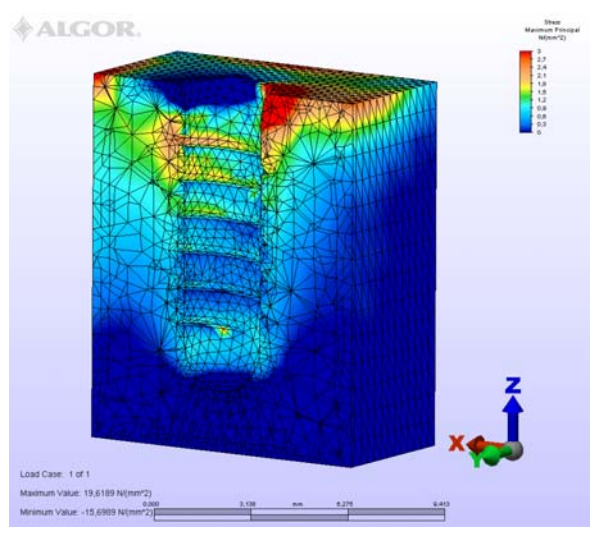 ALGOR.
Stress
Maximum Principal
N/(mm^2)
3
2,7
2,4
2,1
1,8
1,5
1,2
0,9
0,6
0,3
0
Z
X
Y
Load Case: 1 of 1
Maximum Value: 19,6189 N/(mm^2)
Minimum Value: -15,6989 N/(mm^2)
0,000 3,138 mm 6,275 9,413